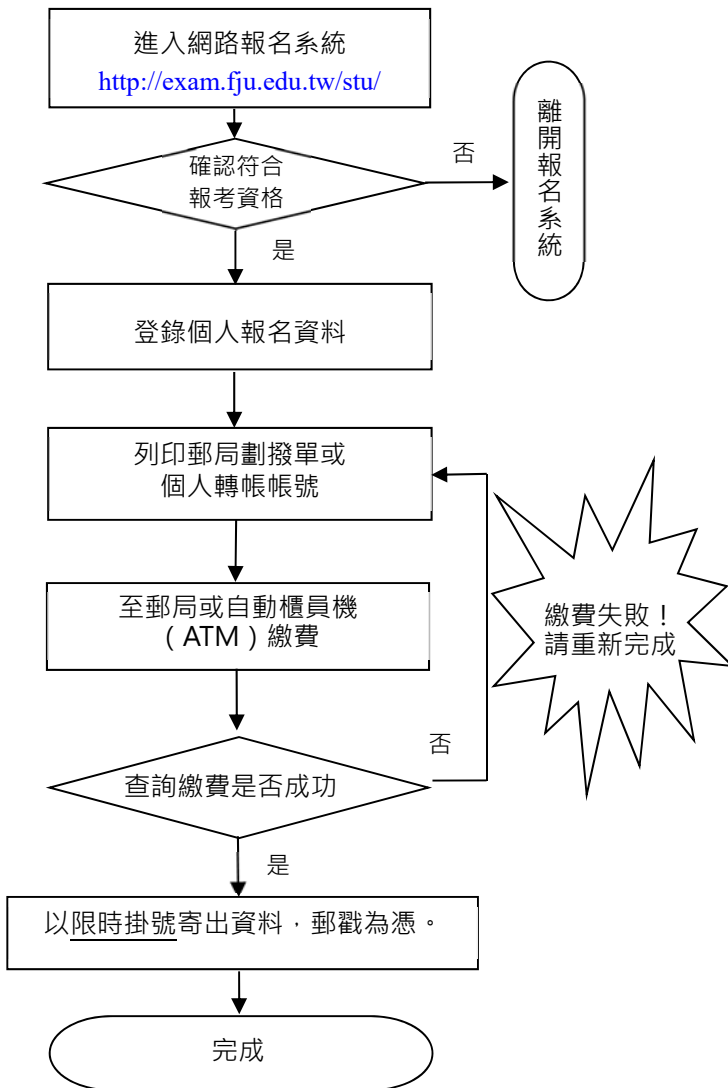 進入網路報名系統
http://exam.fju.edu.tw/stu/
確認符合
報考資格
否
離開報名系統
是
登錄個人報名資料
列印郵局劃撥單或
個人轉帳帳號
至郵局或自動櫃員機
（ATM）繳費
繳費失敗！
請重新完成
查詢繳費是否成功
否
是
以限時掛號寄出資料，郵戳為憑。
完成